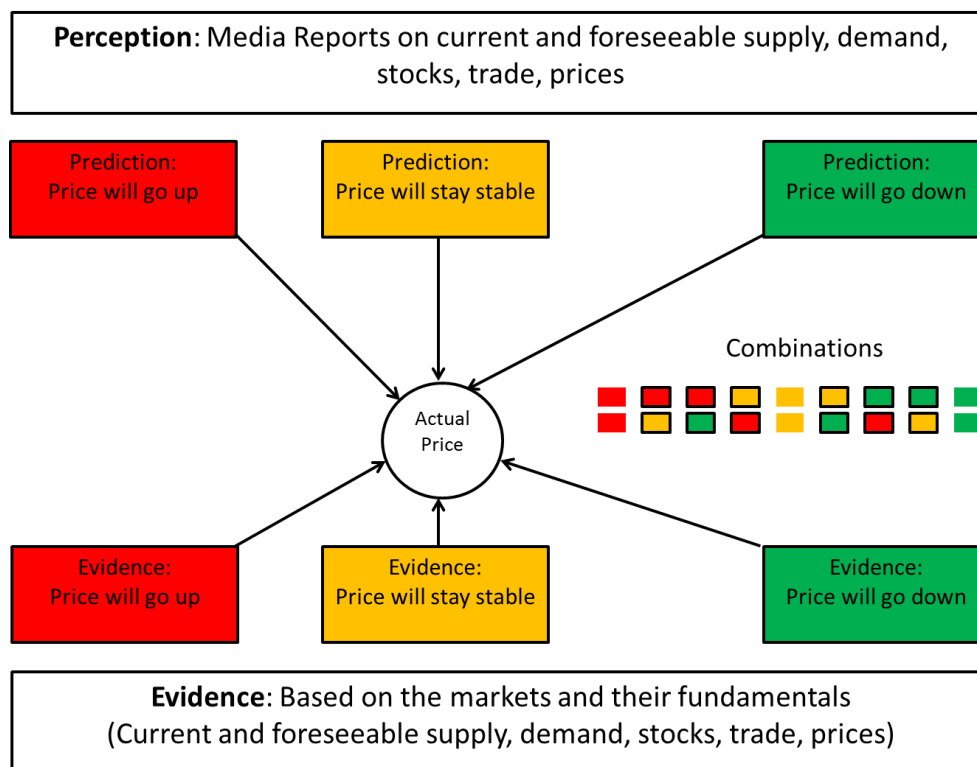 Perception: Media Reports on current and foreseeable supply, demand,
stocks, trade, prices
Prediction:
Price will go up
Prediction:
Price will stay stable
Prediction:
Price will go down
Combinations
Actual
Price
Evidence:
Price will go up
Evidence:
Price will stay stable
Evidence:
Price will go down
Evidence: Based on the markets and their fundamentals
(Current and foreseeable supply, demand, stocks, trade, prices)